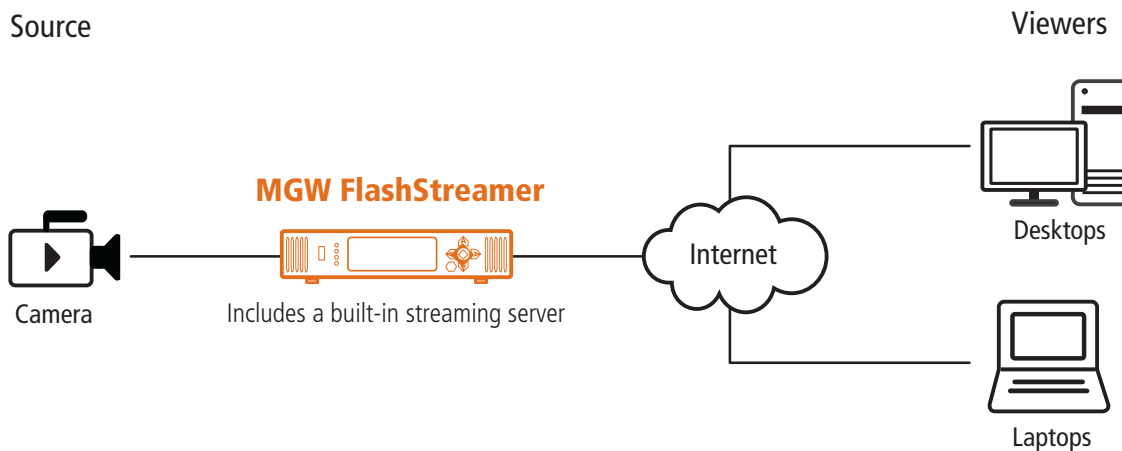 Source
Viewers
MGW FlashStreamer
Internet
Desktops
Camera
Includes a built-in streaming server
Laptops